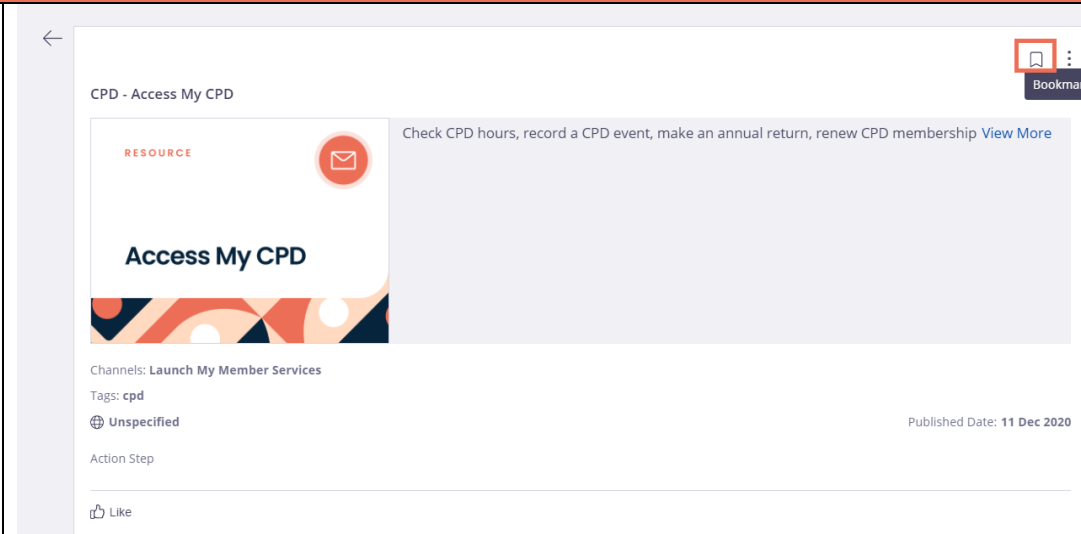 Bookmar
CPD - Access My CPD
RESOURCE
Access My CPD
Check CPD hours, record a CPD event, make an annual return, renew CPD membership View More
Channels: Launch My Member Services
Tags: cpd
Unspecified
Published Date: 11 Dec 2020
Action Step
Like